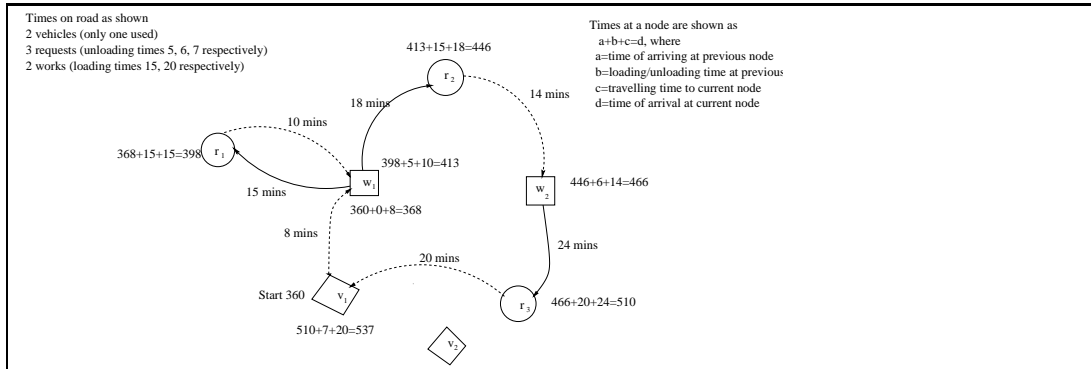 Times on road as shown
2 vehicles (only one used)
3 requests (unloading times 5, 6, 7 respectively)
2 works (loading times 15, 20 respectively)
Times at a node are shown as
a+b+c=d, where
a=time of arriving at previous node
b=loading/unloading time at previous
c=travelling time to current node
d=time of arrival at current node
413+15+18=446
r2
14 mins
18 mins
10 mins
r1
368+15+15=398
398+5+10=413
w1
15 mins
360+0+8=368
w2
446+6+14=466
8 mins
24 mins
20 mins
Start 360
v1
r3
466+20+24=510
510+7+20=537
v2